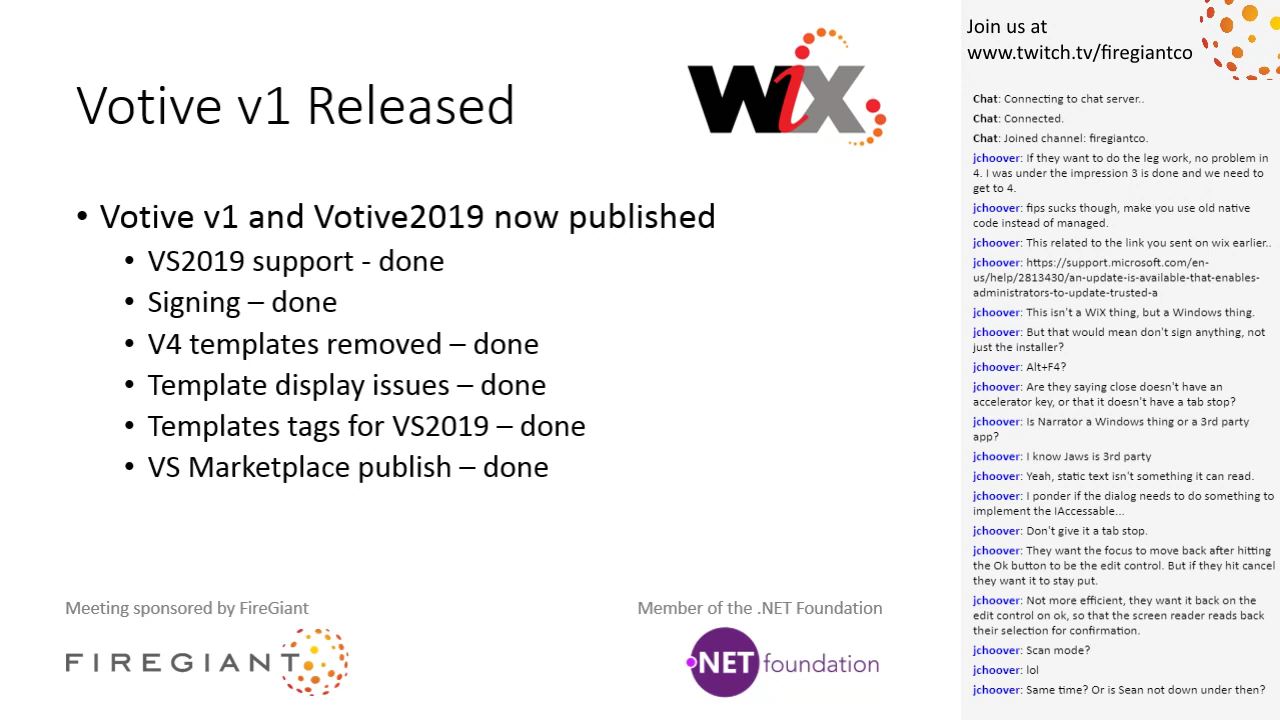 Votive v1 Released
WiX
• Votive v1 and Votive2019 now published
• VS2019 support - done
• Signing – done
• V4 templates removed – done
• Template display issues – done
• Templates tags for VS2019 – done
• VS Marketplace publish – done
Meeting sponsored by FireGiant
FIREGIANT
Member of the .NET Foundation
.NET foundation
Join us at
www.twitch.tv/firegiantco
Chat: Connecting to chat server..
Chat: Connected.
Chat: Joined channel: firegiantco.
jchoover: If they want to do the leg work, no problem in
4. I was under the impression 3 is done and we need to
get to 4.
jchoover: fips sucks though, make you use old native
code instead of managed.
jchoover: This related to the link you sent on wix earlier..
jchoover: https://support.microsoft.com/en-
us/help/2813430/an-update-is-available-that-enables-
administrators-to-update-trusted-a
jchoover: This isn't a WiX thing, but a Windows thing.
jchoover: But that would mean don't sign anything, not
just the installer?
jchoover: Alt+F4?
jchoover: Are they saying close doesn't have an
accelerator key, or that it doesn't have a tab stop?
jchoover: Is Narrator a Windows thing or a 3rd party
app?
jchoover: I know Jaws is 3rd party
jchoover: Yeah, static text isn't something it can read.
jchoover: I ponder if the dialog needs to do something to
implement the IAccessable...
jchoover: Don't give it a tab stop.
jchoover: They want the focus to move back after hitting
the Ok button to be the edit control. But if they hit cancel
they want it to stay put.
jchoover: Not more efficient, they want it back on the
edit control on ok, so that the screen reader reads back
their selection for confirmation.
jchoover: Scan mode?
jchoover: lol
jchoover: Same time? Or is Sean not down under then?